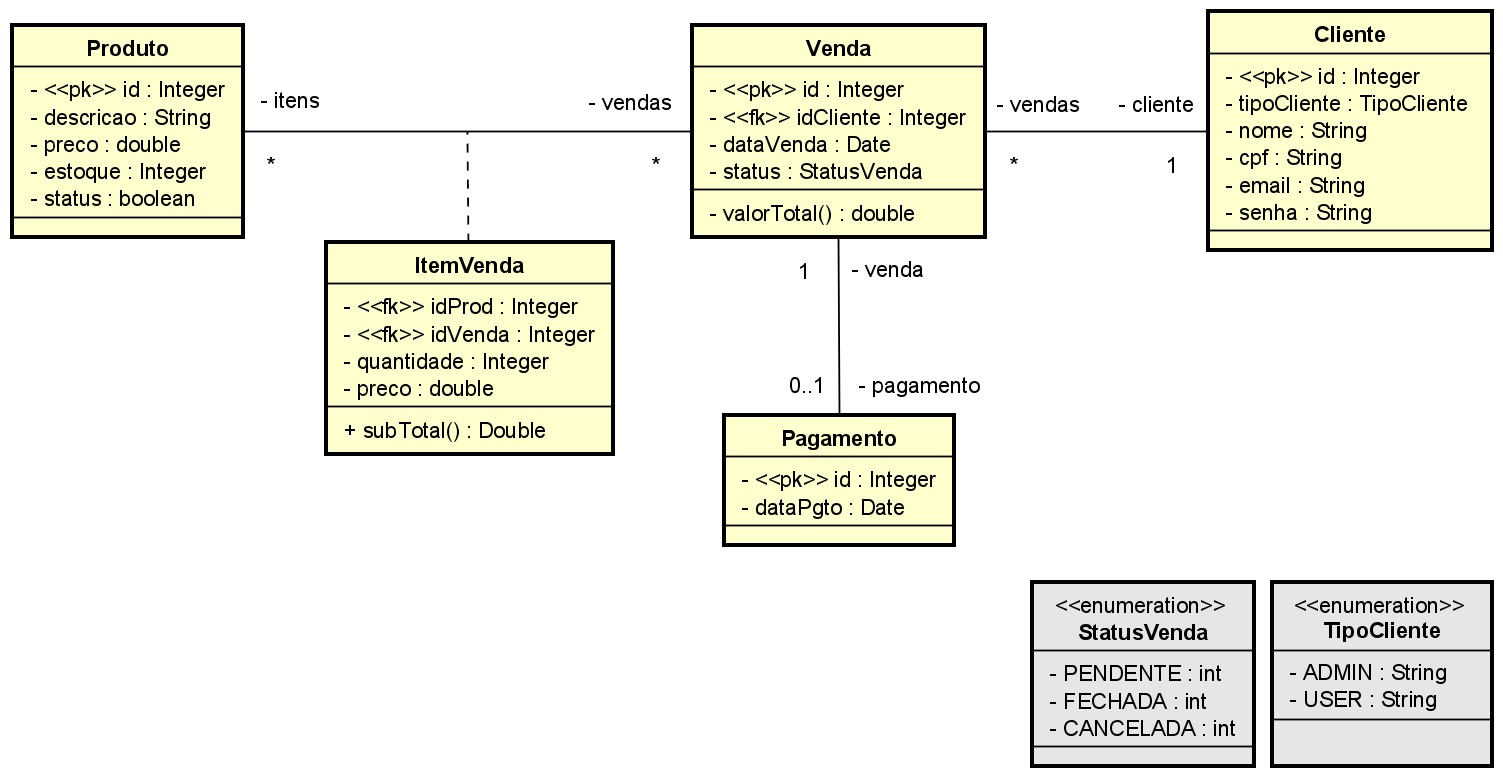 Produto
- <<pk>> id : Integer
- descricao : String
- preco : double
- estoque : Integer
- status : boolean
- itens
*
- vendas
*
Venda
- <<pk>> id : Integer
- <<fk>> idCliente : Integer
- dataVenda : Date
- status : StatusVenda
- valorTotal() : double
- vendas
*
- cliente
1
Cliente
- <<pk>> id : Integer
- tipoCliente : TipoCliente
- nome : String
- cpf : String
- email : String
- senha : String
ItemVenda
- <<fk>> idProd : Integer
- <<fk>> idVenda : Integer
- quantidade : Integer
- preco : double
+ subTotal() : Double
1
- venda
0..1
- pagamento
Pagamento
- <<pk>> id : Integer
- dataPgto : Date
<<enumeration>>
StatusVenda
- PENDENTE : int
- FECHADA : int
- CANCELADA : int
<<enumeration>>
TipoCliente
- ADMIN : String
- USER : String